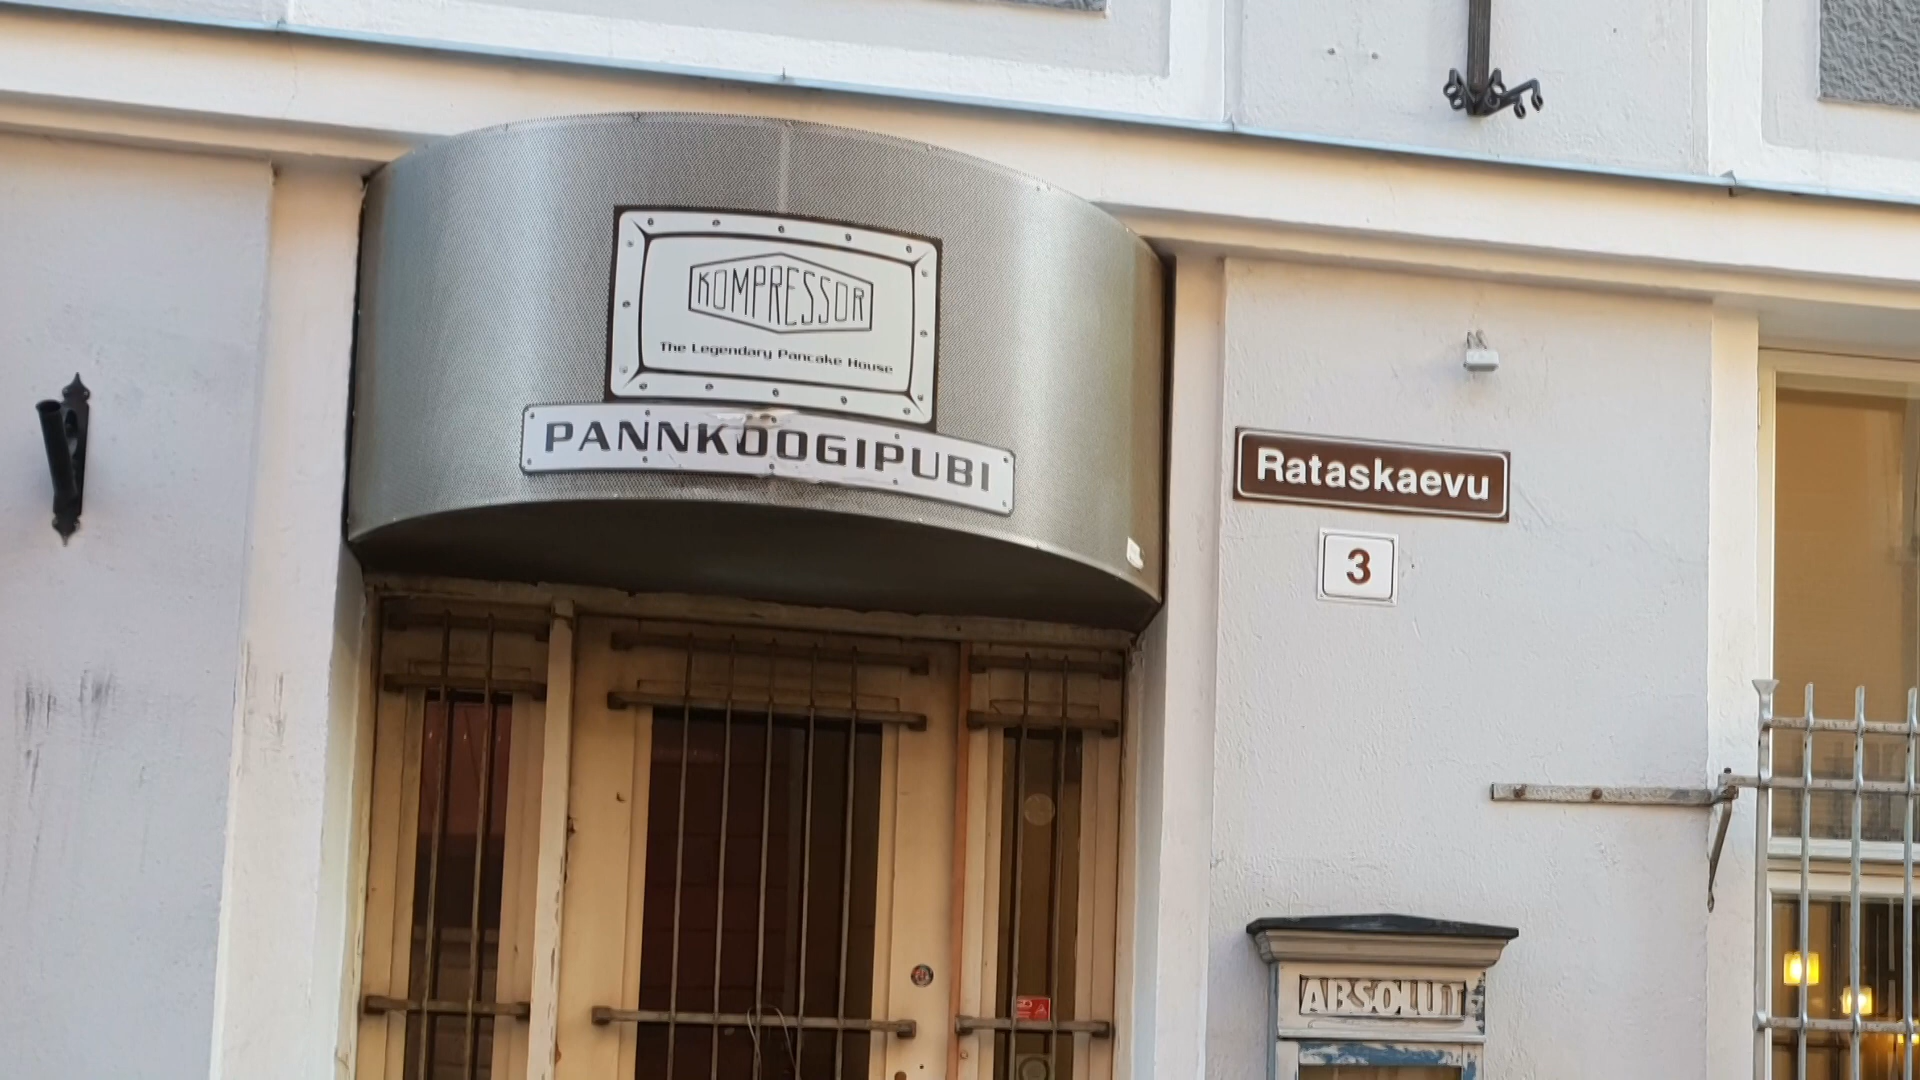 KOMPRESSOR
The Legendary Pancake House
PANNKOOGIPUBI
Rataskaevu
3
ABSOLUT